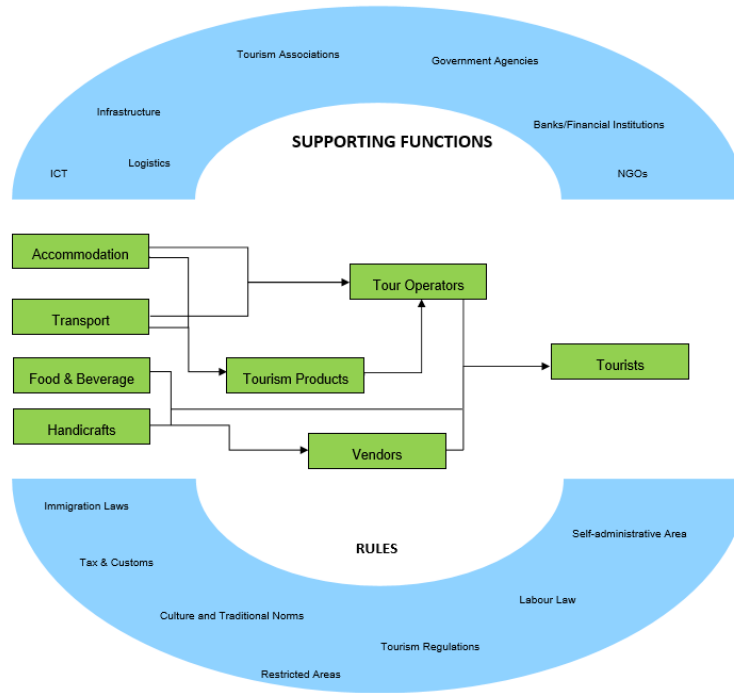 Tourism Associations
Government Agencies
Infrastructure
Banks/Financial Institutions
SUPPORTING FUNCTIONS
Logistics
ICT
NGOs
Accommodation
Tour Operators
Transport
Tourists
Food & Beverage
Tourism Products
Handicrafts
Vendors
Immigration Laws
Self-administrative Area
RULES
Tax & Customs
Labour Law
Culture and Traditional Norms
Tourism Regulations
Restricted Areas